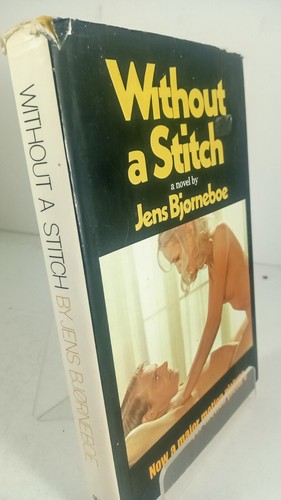 WITHOUT A STITCH BY JENS BJØRNEBOE
Without
a Stitch
a novel by
Jens Bjørneboe
Now a major motion picture